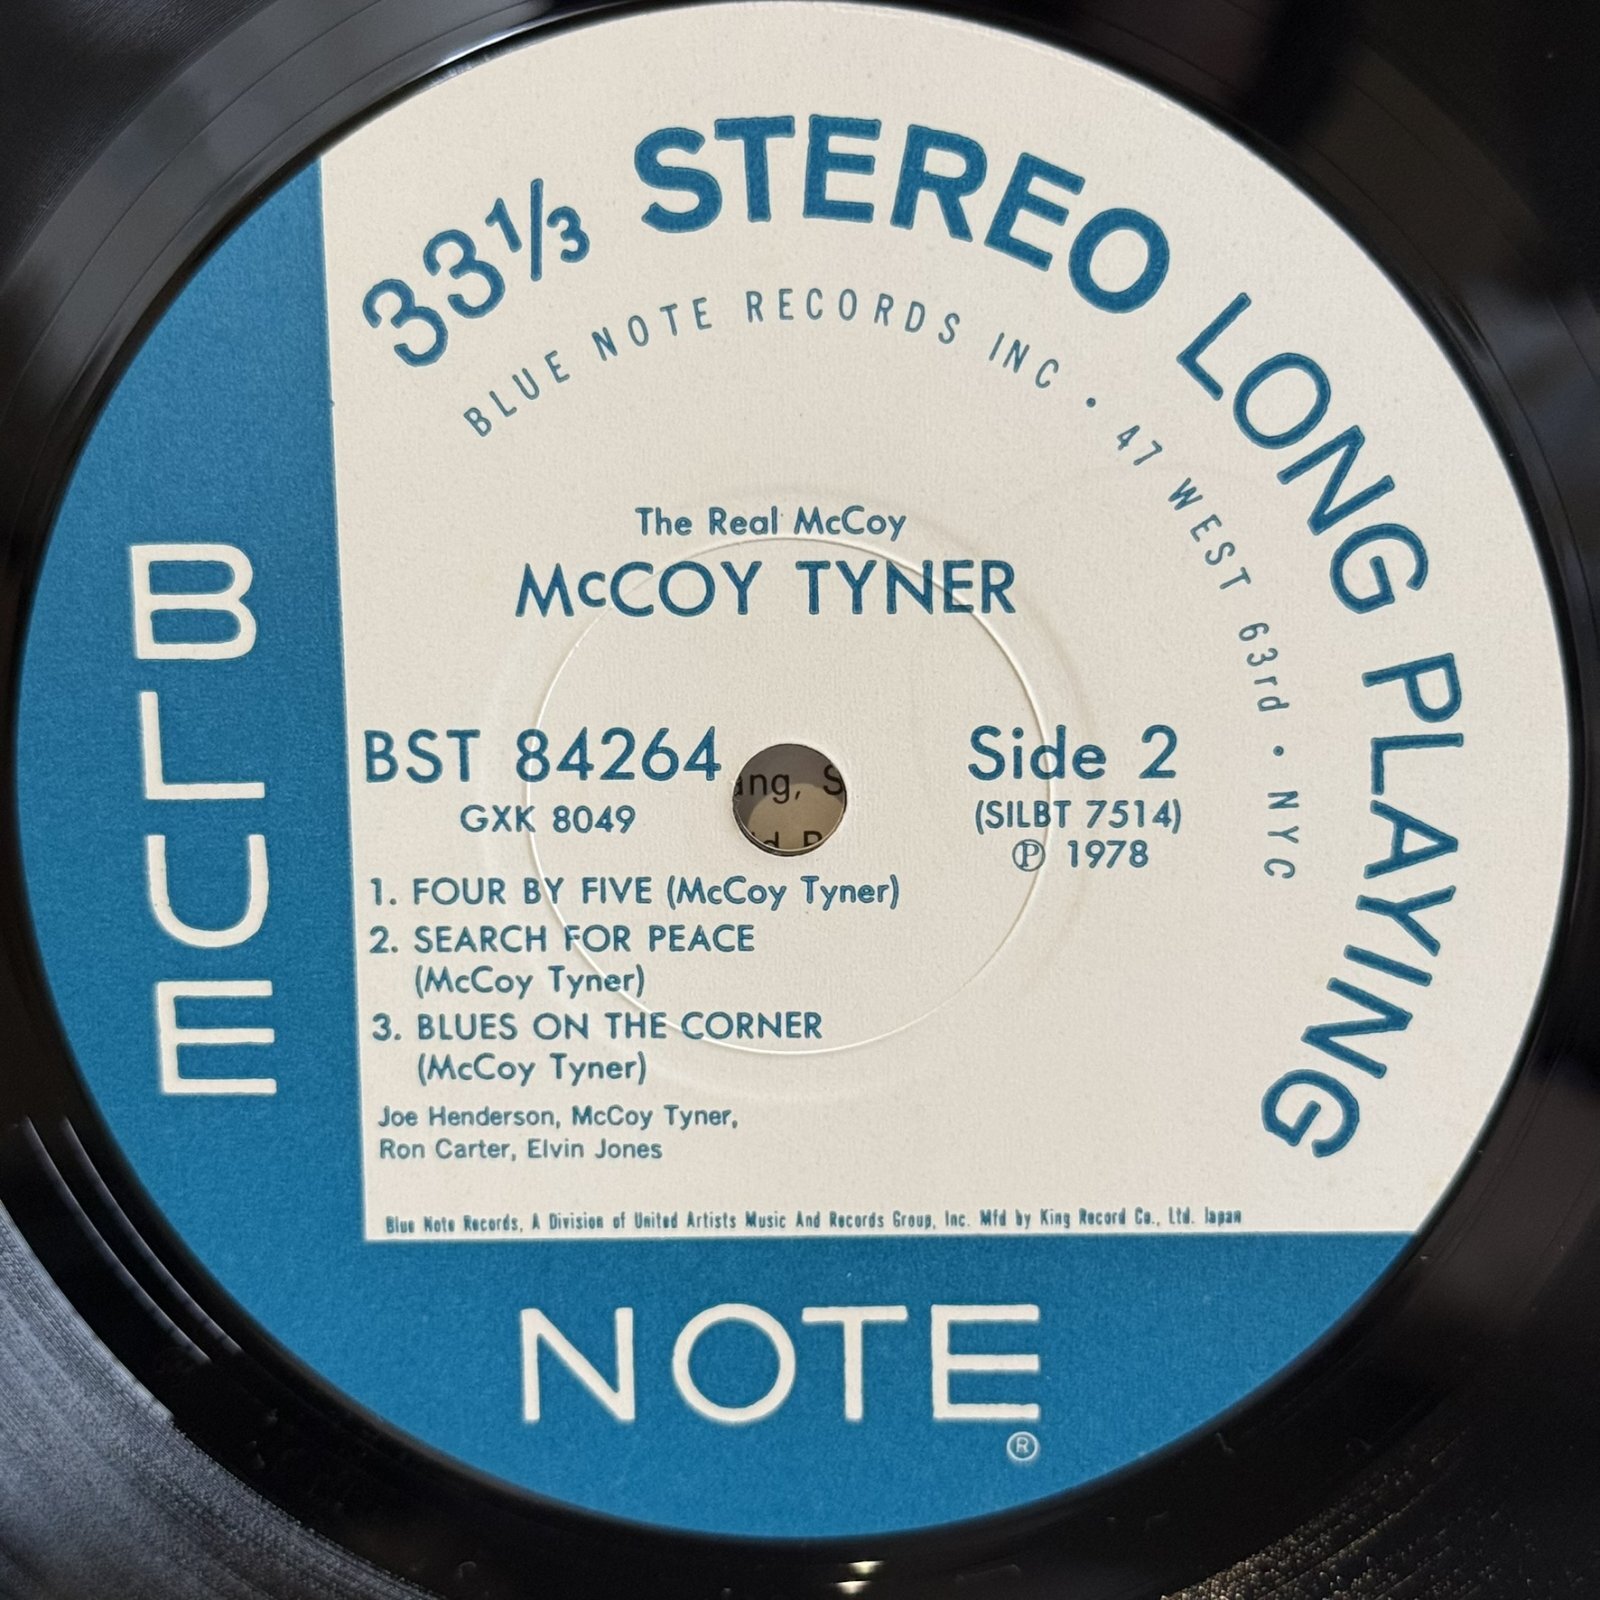 33⅓ STEREO LONG PLAYING
BLUE NOTE RECORDS INC · 47 WEST 63rd · NYC
The Real McCoy
McCOY TYNER
BST 84264
GXK 8049
Side 2
(SILBT 7514)
℗ 1978
1. FOUR BY FIVE (McCoy Tyner)
2. SEARCH FOR PEACE
(McCoy Tyner)
3. BLUES ON THE CORNER
(McCoy Tyner)
Joe Henderson, McCoy Tyner,
Ron Carter, Elvin Jones
Blue Note Records, A Division of United Artists Music And Records Group, Inc. Mfd by King Record Co., Ltd. Japan
BLUE
NOTE
®